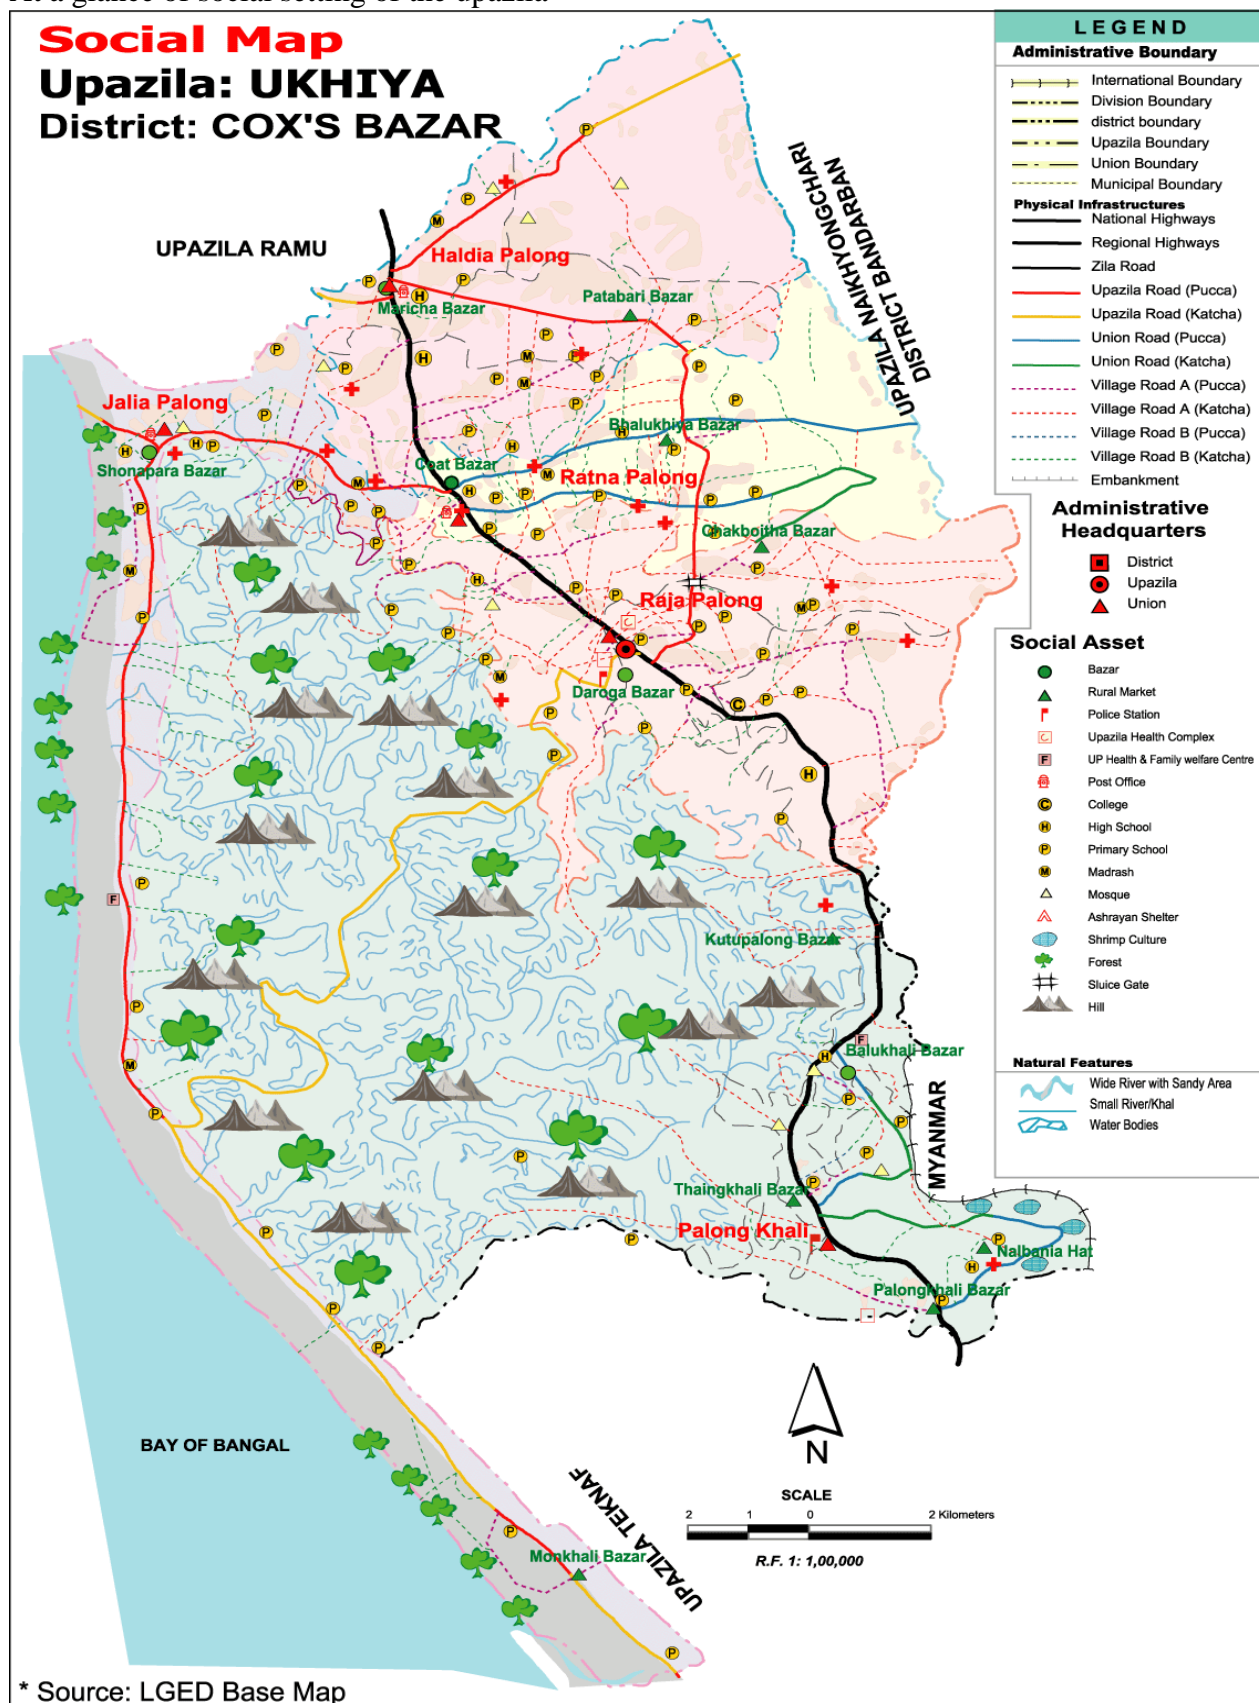 Social Map
Upazila: UKHIYA
District: COX'S BAZAR
UPAZILA RAMU
UPAZILA NAIKHYONGCHARI
DISTRICT BANDARBAN
Haldia Palong
Maricha Bazar
Patabari Bazar
Jalia Palong
Shonapara Bazar
Bhalukhiya Bazar
Coat Bazar
Ratna Palong
Chakboitha Bazar
Raja Palong
Daroga Bazar
Kutupalong Bazar
Balukhali Bazar
MYANMAR
Thaingkhali Bazar
Palong Khali
Nalbania Hat
Palongkhali Bazar
BAY OF BANGAL
UPAZILA TEKNAF
Monkhali Bazar
N
SCALE
2 1 0 2 Kilometers
R.F. 1: 1,00,000
* Source: LGED Base Map
LEGEND
Administrative Boundary
International Boundary
Division Boundary
district boundary
Upazila Boundary
Union Boundary
Municipal Boundary
Physical Infrastructures
National Highways
Regional Highways
Zila Road
Upazila Road (Pucca)
Upazila Road (Katcha)
Union Road (Pucca)
Union Road (Katcha)
Village Road A (Pucca)
Village Road A (Katcha)
Village Road B (Pucca)
Village Road B (Katcha)
Embankment
Administrative
Headquarters
District
Upazila
Union
Social Asset
Bazar
Rural Market
Police Station
Upazila Health Complex
F UP Health & Family welfare Centre
Post Office
C College
H High School
P Primary School
M Madrash
Mosque
Ashrayan Shelter
Shrimp Culture
Forest
Sluice Gate
Hill
Natural Features
Wide River with Sandy Area
Small River/Khal
Water Bodies